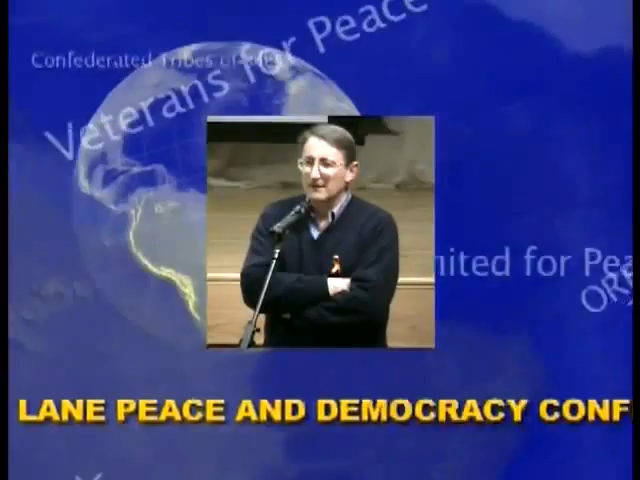 Veterans for Peace
Confederated Tribes of
nited for Pea
LANE PEACE AND DEMOCRACY CONF